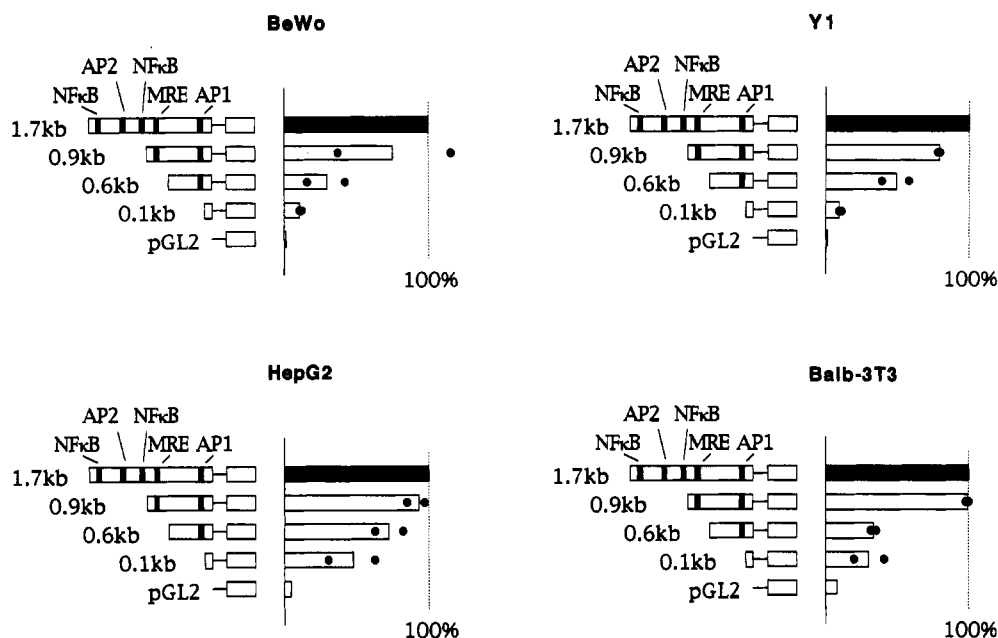 BeWo
AP2 NFκB
NFκB MRE AP1
1.7kb
0.9kb
0.6kb
0.1kb
pGL2
100%
Y1
AP2 NFκB
NFκB MRE AP1
1.7kb
0.9kb
0.6kb
0.1kb
pGL2
100%
HepG2
AP2 NFκB
NFκB MRE AP1
1.7kb
0.9kb
0.6kb
0.1kb
pGL2
100%
Balb-3T3
AP2 NFκB
NFκB MRE AP1
1.7kb
0.9kb
0.6kb
0.1kb
pGL2
100%